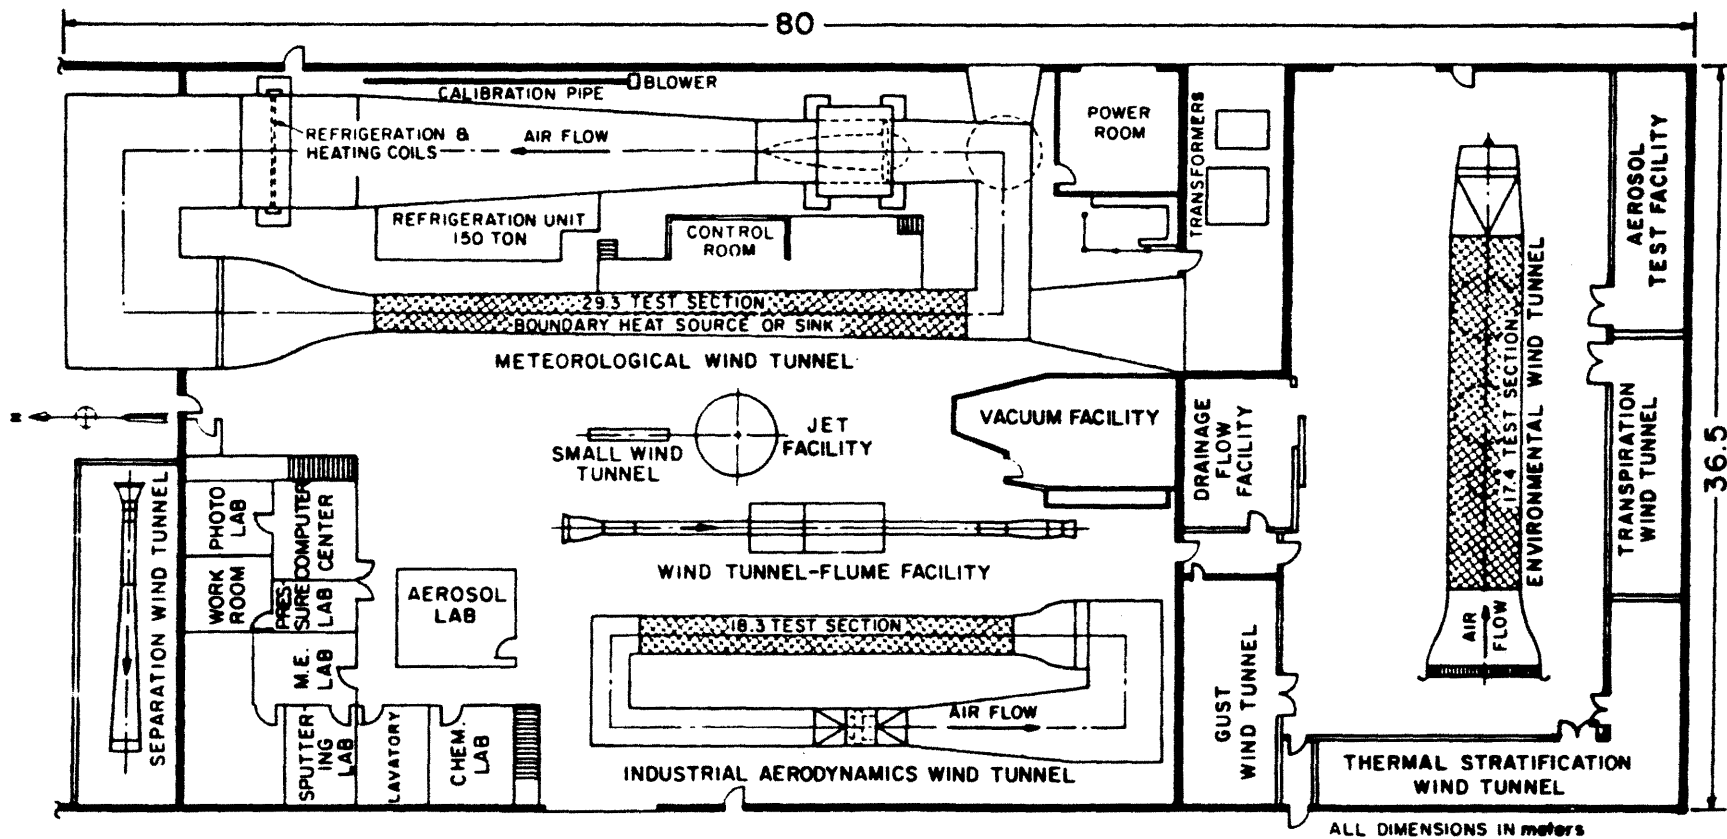 80
BLOWER
CALIBRATION PIPE
REFRIGERATION &
HEATING COILS
AIR FLOW
POWER
ROOM
TRANSFORMERS
REFRIGERATION UNIT
150 TON
CONTROL
ROOM
29.3 TEST SECTION
BOUNDARY HEAT SOURCE OR SINK
METEOROLOGICAL WIND TUNNEL
AEROSOL
TEST FACILITY
17.4 TEST SECTION
ENVIRONMENTAL WIND TUNNEL
AIR
FLOW
TRANSPIRATION
WIND TUNNEL
36.5
N
JET
FACILITY
SMALL WIND
TUNNEL
VACUUM FACILITY
DRAINAGE
FLOW
FACILITY
SEPARATION WIND TUNNEL
PHOTO
LAB
COMPUTER
CENTER
WORK
ROOM
PRES-
SURE
LAB
AEROSOL
LAB
WIND TUNNEL-FLUME FACILITY
M.E.
LAB
18.3 TEST SECTION
AIR FLOW
INDUSTRIAL AERODYNAMICS WIND TUNNEL
SPUTTER-
ING
LAB
LAVATORY
CHEM.
LAB
GUST
WIND TUNNEL
THERMAL STRATIFICATION
WIND TUNNEL
ALL DIMENSIONS IN meters